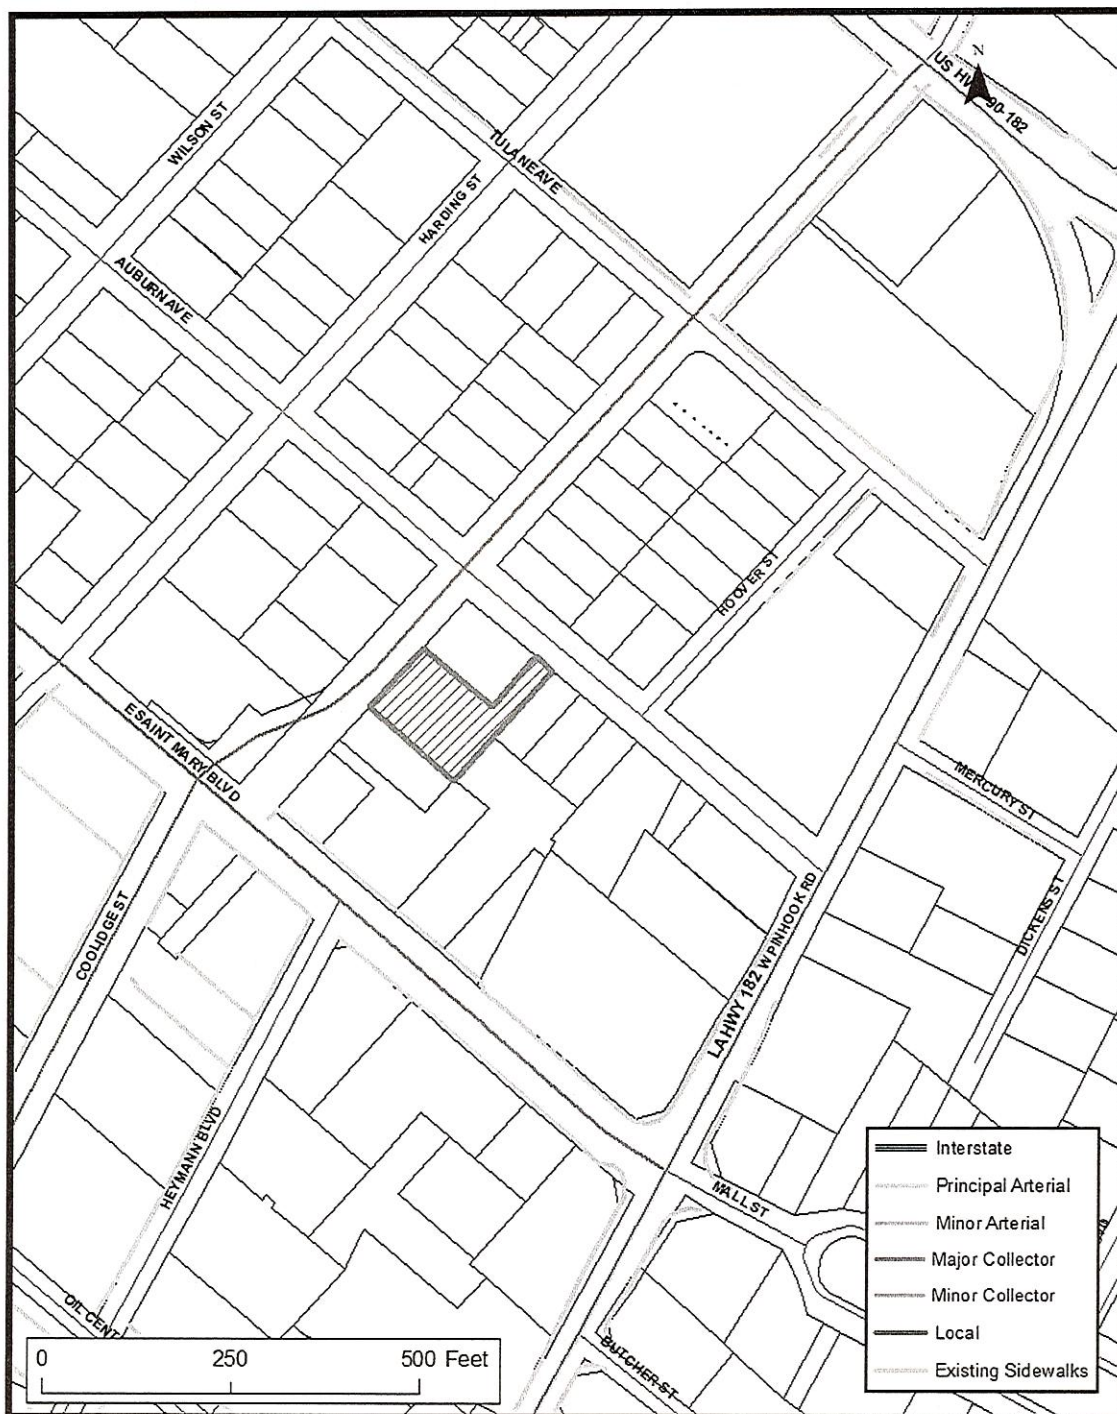 N
US HW 90-182
WILSON ST
TULANE AVE
HARDING ST
AUBURN AVE
HOOVER ST
E SAINT MARY BLVD
MERCURY ST
COOLIDGE ST
DICKENS ST
LA HWY 182 W PINHOOK RD
HEYMANN BLVD
MALL ST
OIL CENT
BUTCHER ST
Interstate
Principal Arterial
Minor Arterial
Major Collector
Minor Collector
Local
Existing Sidewalks
0 250 500 Feet